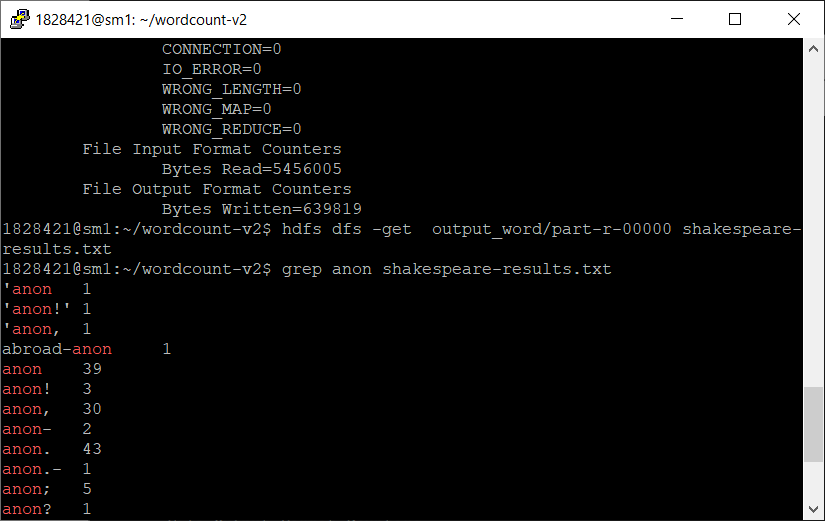 1828421@sm1: ~/wordcount-v2
CONNECTION=0
IO_ERROR=0
WRONG_LENGTH=0
WRONG_MAP=0
WRONG_REDUCE=0
File Input Format Counters
Bytes Read=5456005
File Output Format Counters
Bytes Written=639819
1828421@sm1:~/wordcount-v2$ hdfs dfs -get  output_word/part-r-00000 shakespeare-
results.txt
1828421@sm1:~/wordcount-v2$ grep anon shakespeare-results.txt
'anon   1
'anon!' 1
'anon,  1
abroad-anon     1
anon    39
anon!   3
anon,   30
anon-   2
anon.   43
anon.-  1
anon;   5
anon?   1